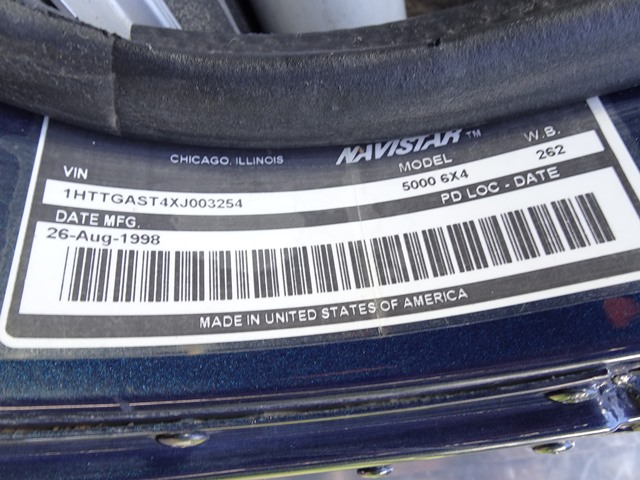 NAVISTAR™
CHICAGO, ILLINOIS
VIN MODEL W.B.
1HTTGAST4XJ003254 5000 6X4 262
DATE MFG. PD LOC - DATE
26-Aug-1998
MADE IN UNITED STATES OF AMERICA